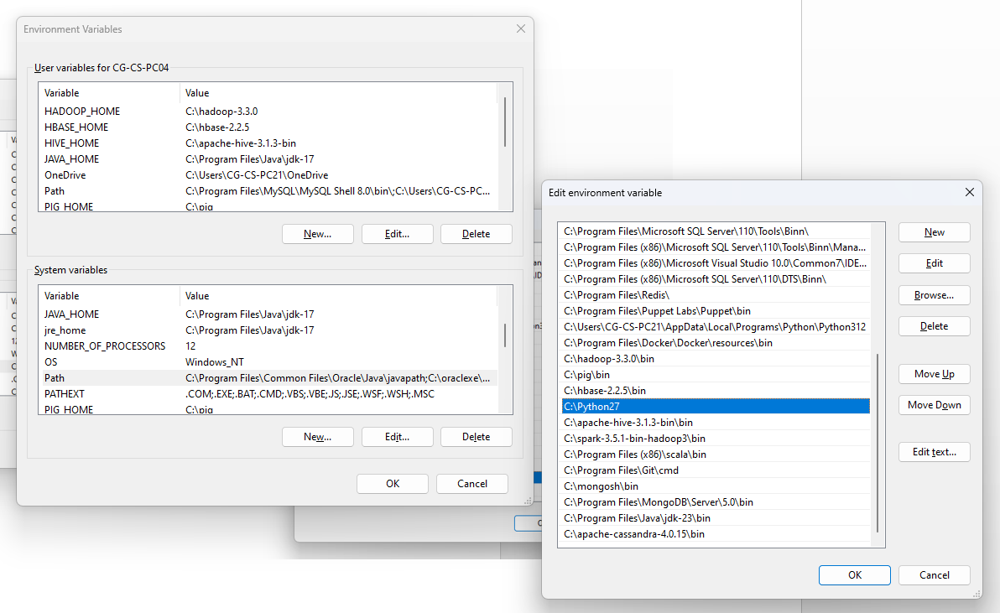 Environment Variables
User variables for CG-CS-PC04
Variable Value
HADOOP_HOME C:\hadoop-3.3.0
HBASE_HOME C:\hbase-2.2.5
HIVE_HOME C:\apache-hive-3.1.3-bin
JAVA_HOME C:\Program Files\Java\jdk-17
OneDrive C:\Users\CG-CS-PC21\OneDrive
Path C:\Program Files\MySQL\MySQL Shell 8.0\bin\;C:\Users\CG-CS-PC...
PIG_HOME C:\pig
New... Edit... Delete
System variables
Variable Value
JAVA_HOME C:\Program Files\Java\jdk-17
jre_home C:\Program Files\Java\jdk-17
NUMBER_OF_PROCESSORS 12
OS Windows_NT
Path C:\Program Files\Common Files\Oracle\Java\javapath;C:\oraclexe\...
PATHEXT .COM;.EXE;.BAT;.CMD;.VBS;.VBE;.JS;.JSE;.WSF;.WSH;.MSC
PIG_HOME C:\pig
New... Edit... Delete
OK Cancel
Edit environment variable
C:\Program Files\Microsoft SQL Server\110\Tools\Binn\
C:\Program Files (x86)\Microsoft SQL Server\110\Tools\Binn\Mana...
C:\Program Files (x86)\Microsoft Visual Studio 10.0\Common7\IDE...
C:\Program Files (x86)\Microsoft SQL Server\110\DTS\Binn\
C:\Program Files\Redis\
C:\Program Files\Puppet Labs\Puppet\bin
C:\Users\CG-CS-PC21\AppData\Local\Programs\Python\Python312
C:\Program Files\Docker\Docker\resources\bin
C:\hadoop-3.3.0\bin
C:\pig\bin
C:\hbase-2.2.5\bin
C:\Python27
C:\apache-hive-3.1.3-bin\bin
C:\spark-3.5.1-bin-hadoop3\bin
C:\Program Files (x86)\scala\bin
C:\Program Files\Git\cmd
C:\mongosh\bin
C:\Program Files\MongoDB\Server\5.0\bin
C:\Program Files\Java\jdk-23\bin
C:\apache-cassandra-4.0.15\bin
New
Edit
Browse...
Delete
Move Up
Move Down
Edit text...
OK Cancel